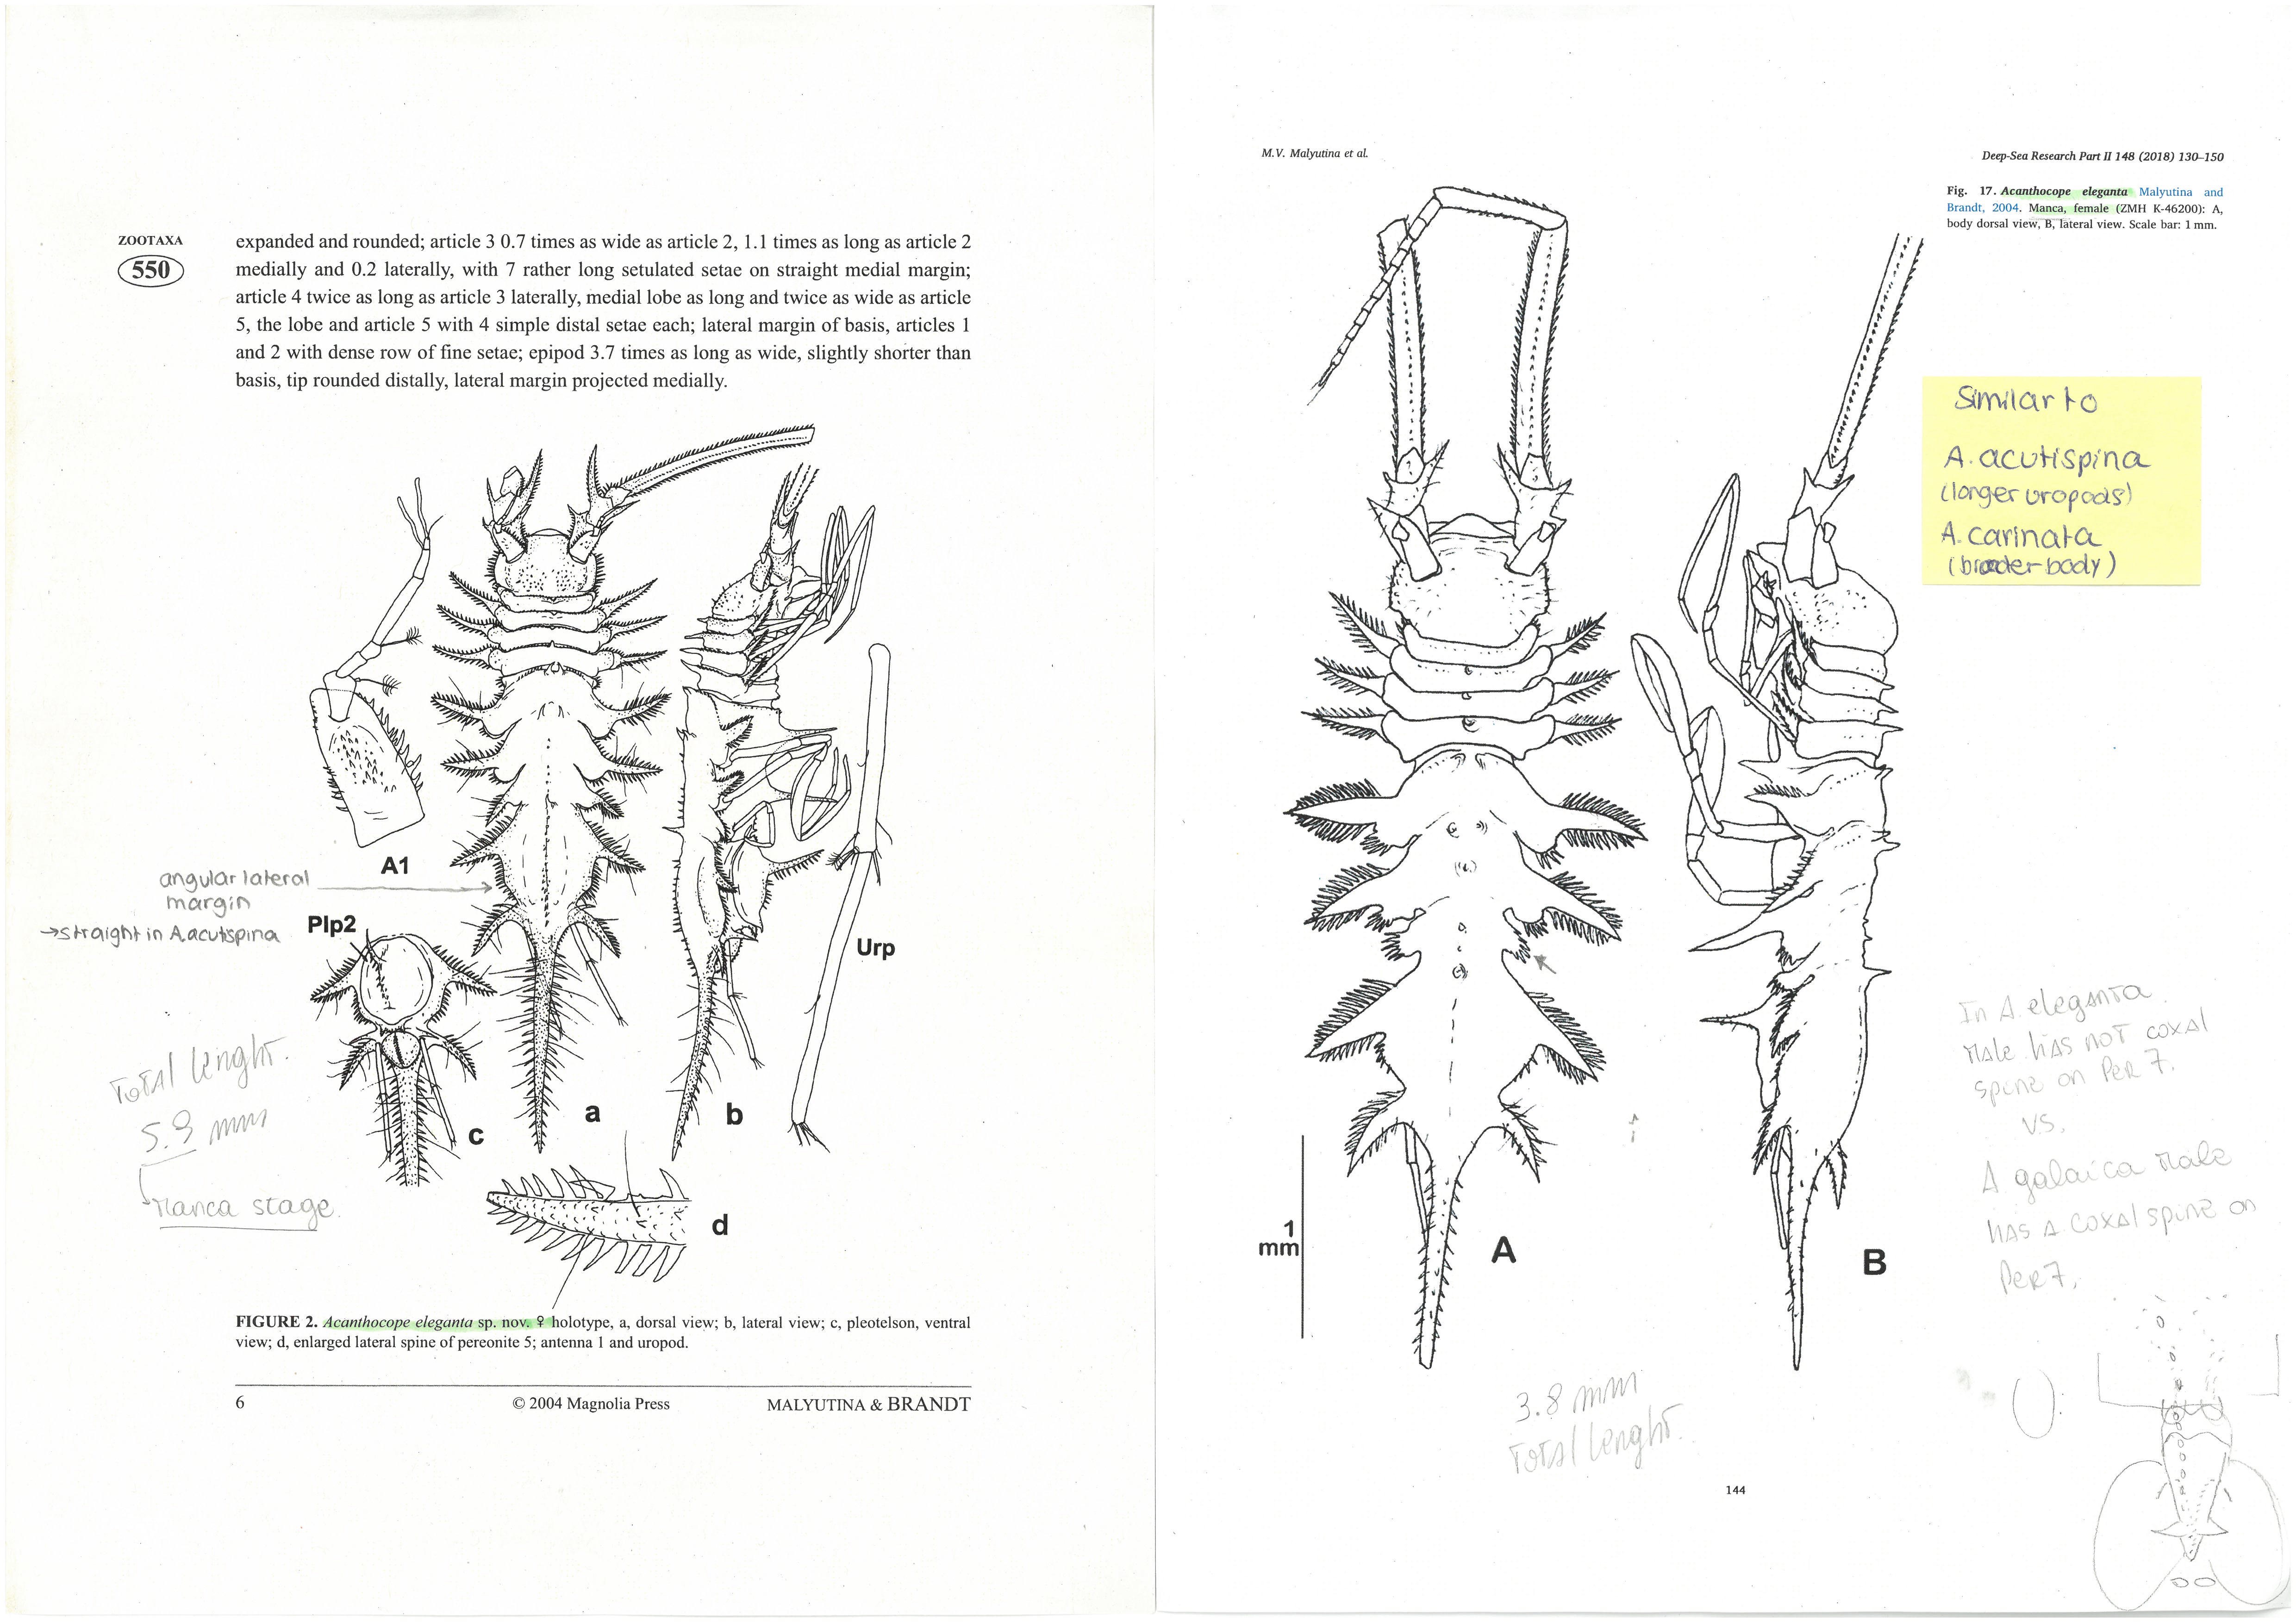 ZOOTAXA
550
expanded and rounded; article 3 0.7 times as wide as article 2, 1.1 times as long as article 2
medially and 0.2 laterally, with 7 rather long setulated setae on straight medial margin;
article 4 twice as long as article 3 laterally, medial lobe as long and twice as wide as article
5, the lobe and article 5 with 4 simple distal setae each; lateral margin of basis, articles 1
and 2 with dense row of fine setae; epipod 3.7 times as long as wide, slightly shorter than
basis, tip rounded distally, lateral margin projected medially.
A1
angular lateral
margin
→straight in A.acutispina
Plp2
Urp
Total lenght.
5.9 mm
Manca stage.
c
a
b
d
FIGURE 2. Acanthocope eleganta sp. nov. ♀ holotype, a, dorsal view; b, lateral view; c, pleotelson, ventral
view; d, enlarged lateral spine of pereonite 5; antenna 1 and uropod.
6
© 2004 Magnolia Press
MALYUTINA & BRANDT
M.V. Malyutina et al.
Deep-Sea Research Part II 148 (2018) 130–150
Fig. 17. Acanthocope eleganta Malyutina and
Brandt, 2004. Manca, female (ZMH K-46200): A,
body dorsal view, B, lateral view. Scale bar: 1 mm.
Similar to
A. acutispina
(longer uropods)
A. carinata
(broader body)
In A eleganta
Male has not coxal
spine on Per 7.
vs.
A galaica Male
has a coxal spine on
Per 7.
1
mm
A
B
3.8 mm
Total lenght.
144